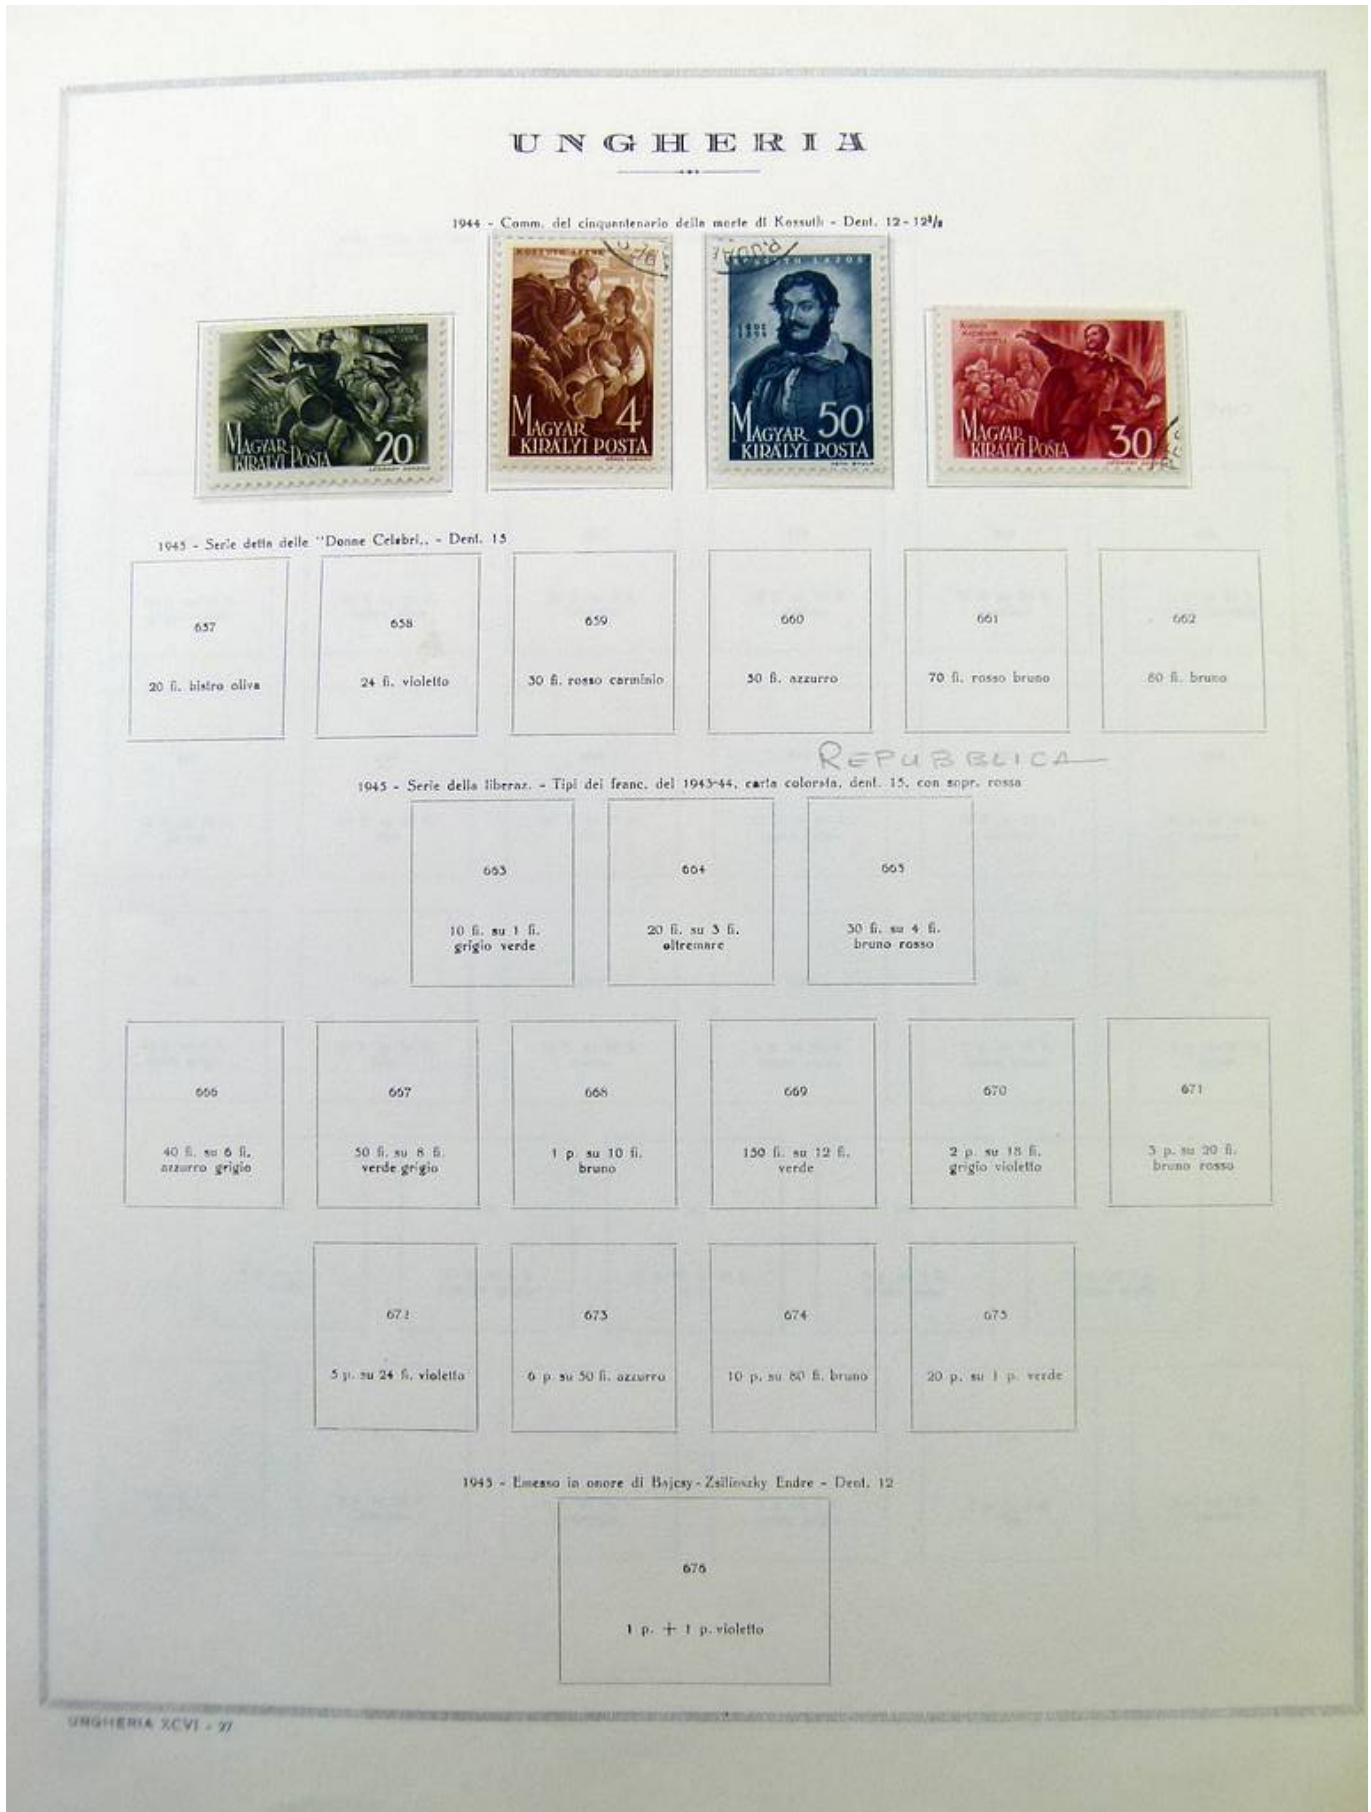 UNGHERIA
1944 - Comm. del cinquantenario della morte di Kossuth - Dent. 12-12½
MAGYAR
KIRÁLYI POSTA
20f
KOSSUTH LAJOS
MAGYAR
KIRÁLYI POSTA
4f
KOSSUTH LAJOS
1802
1894
MAGYAR
KIRÁLYI POSTA
50f
MAGYAR
KIRÁLYI POSTA
30f
1945 - Serie detta delle "Donne Celebri,, - Dent. 15
657
20 fi. bistro oliva
658
24 fi. violetto
659
30 fi. rosso carminio
660
50 fi. azzurro
661
70 fi. rosso bruno
662
80 fi. bruno
REPUBBLICA
1945 - Serie della liberaz. - Tipi dei franc. del 1943-44, carta colorata, dent. 15, con sopr. rossa
663
10 fi. su 1 fi.
grigio verde
664
20 fi. su 3 fi.
oltremare
665
30 fi. su 4 fi.
bruno rosso
666
40 fi. su 6 fi.
azzurro grigio
667
50 fi. su 8 fi.
verde grigio
668
1 p. su 10 fi.
bruno
669
150 fi. su 12 fi.
verde
670
2 p. su 18 fi.
grigio violetto
671
3 p. su 20 fi.
bruno rosso
672
5 p. su 24 fi. violetto
673
6 p. su 50 fi. azzurro
674
10 p. su 80 fi. bruno
675
20 p. su 1 p. verde
1945 - Emesso in onore di Bajcsy-Zsilinszky Endre - Dent. 12
676
1 p. + 1 p. violetto
UNGHERIA XCVI - 27